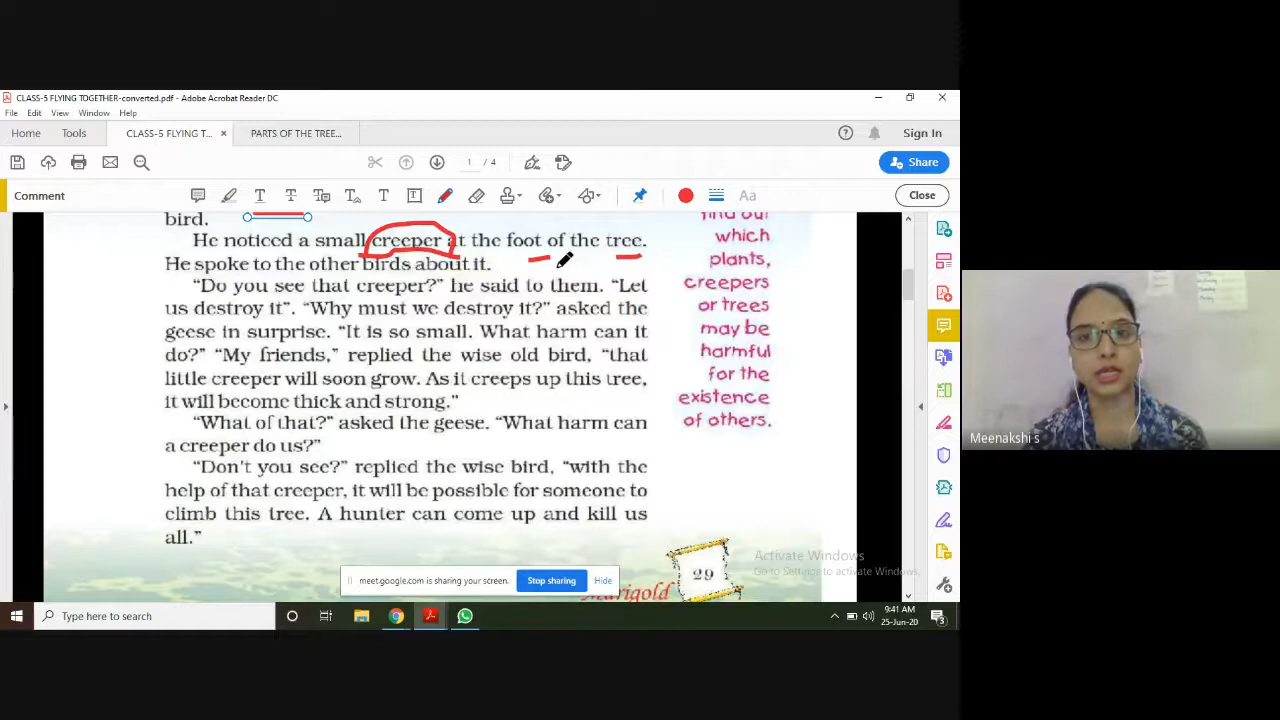 CLASS-5 FLYING TOGETHER-converted.pdf - Adobe Acrobat Reader DC
File Edit View Window Help
Home Tools CLASS-5 FLYING T... × PARTS OF THE TREE... Sign In
1 / 4 Share
Comment Aa Close
bird.
He noticed a small creeper at the foot of the tree.
He spoke to the other birds about it.
“Do you see that creeper?” he said to them. “Let
us destroy it”. “Why must we destroy it?” asked the
geese in surprise. “It is so small. What harm can it
do?” “My friends,” replied the wise old bird, “that
little creeper will soon grow. As it creeps up this tree,
it will become thick and strong.”
“What of that?” asked the geese. “What harm can
a creeper do us?”
“Don't you see?” replied the wise bird, “with the
help of that creeper, it will be possible for someone to
climb this tree. A hunter can come up and kill us
all.”
find out
which
plants,
creepers
or trees
may be
harmful
for the
existence
of others.
29
Marigold
Activate Windows
Go to Settings to activate Windows.
meet.google.com is sharing your screen. Stop sharing Hide
Meenakshi s
Type here to search
9:41 AM
25-Jun-20
3